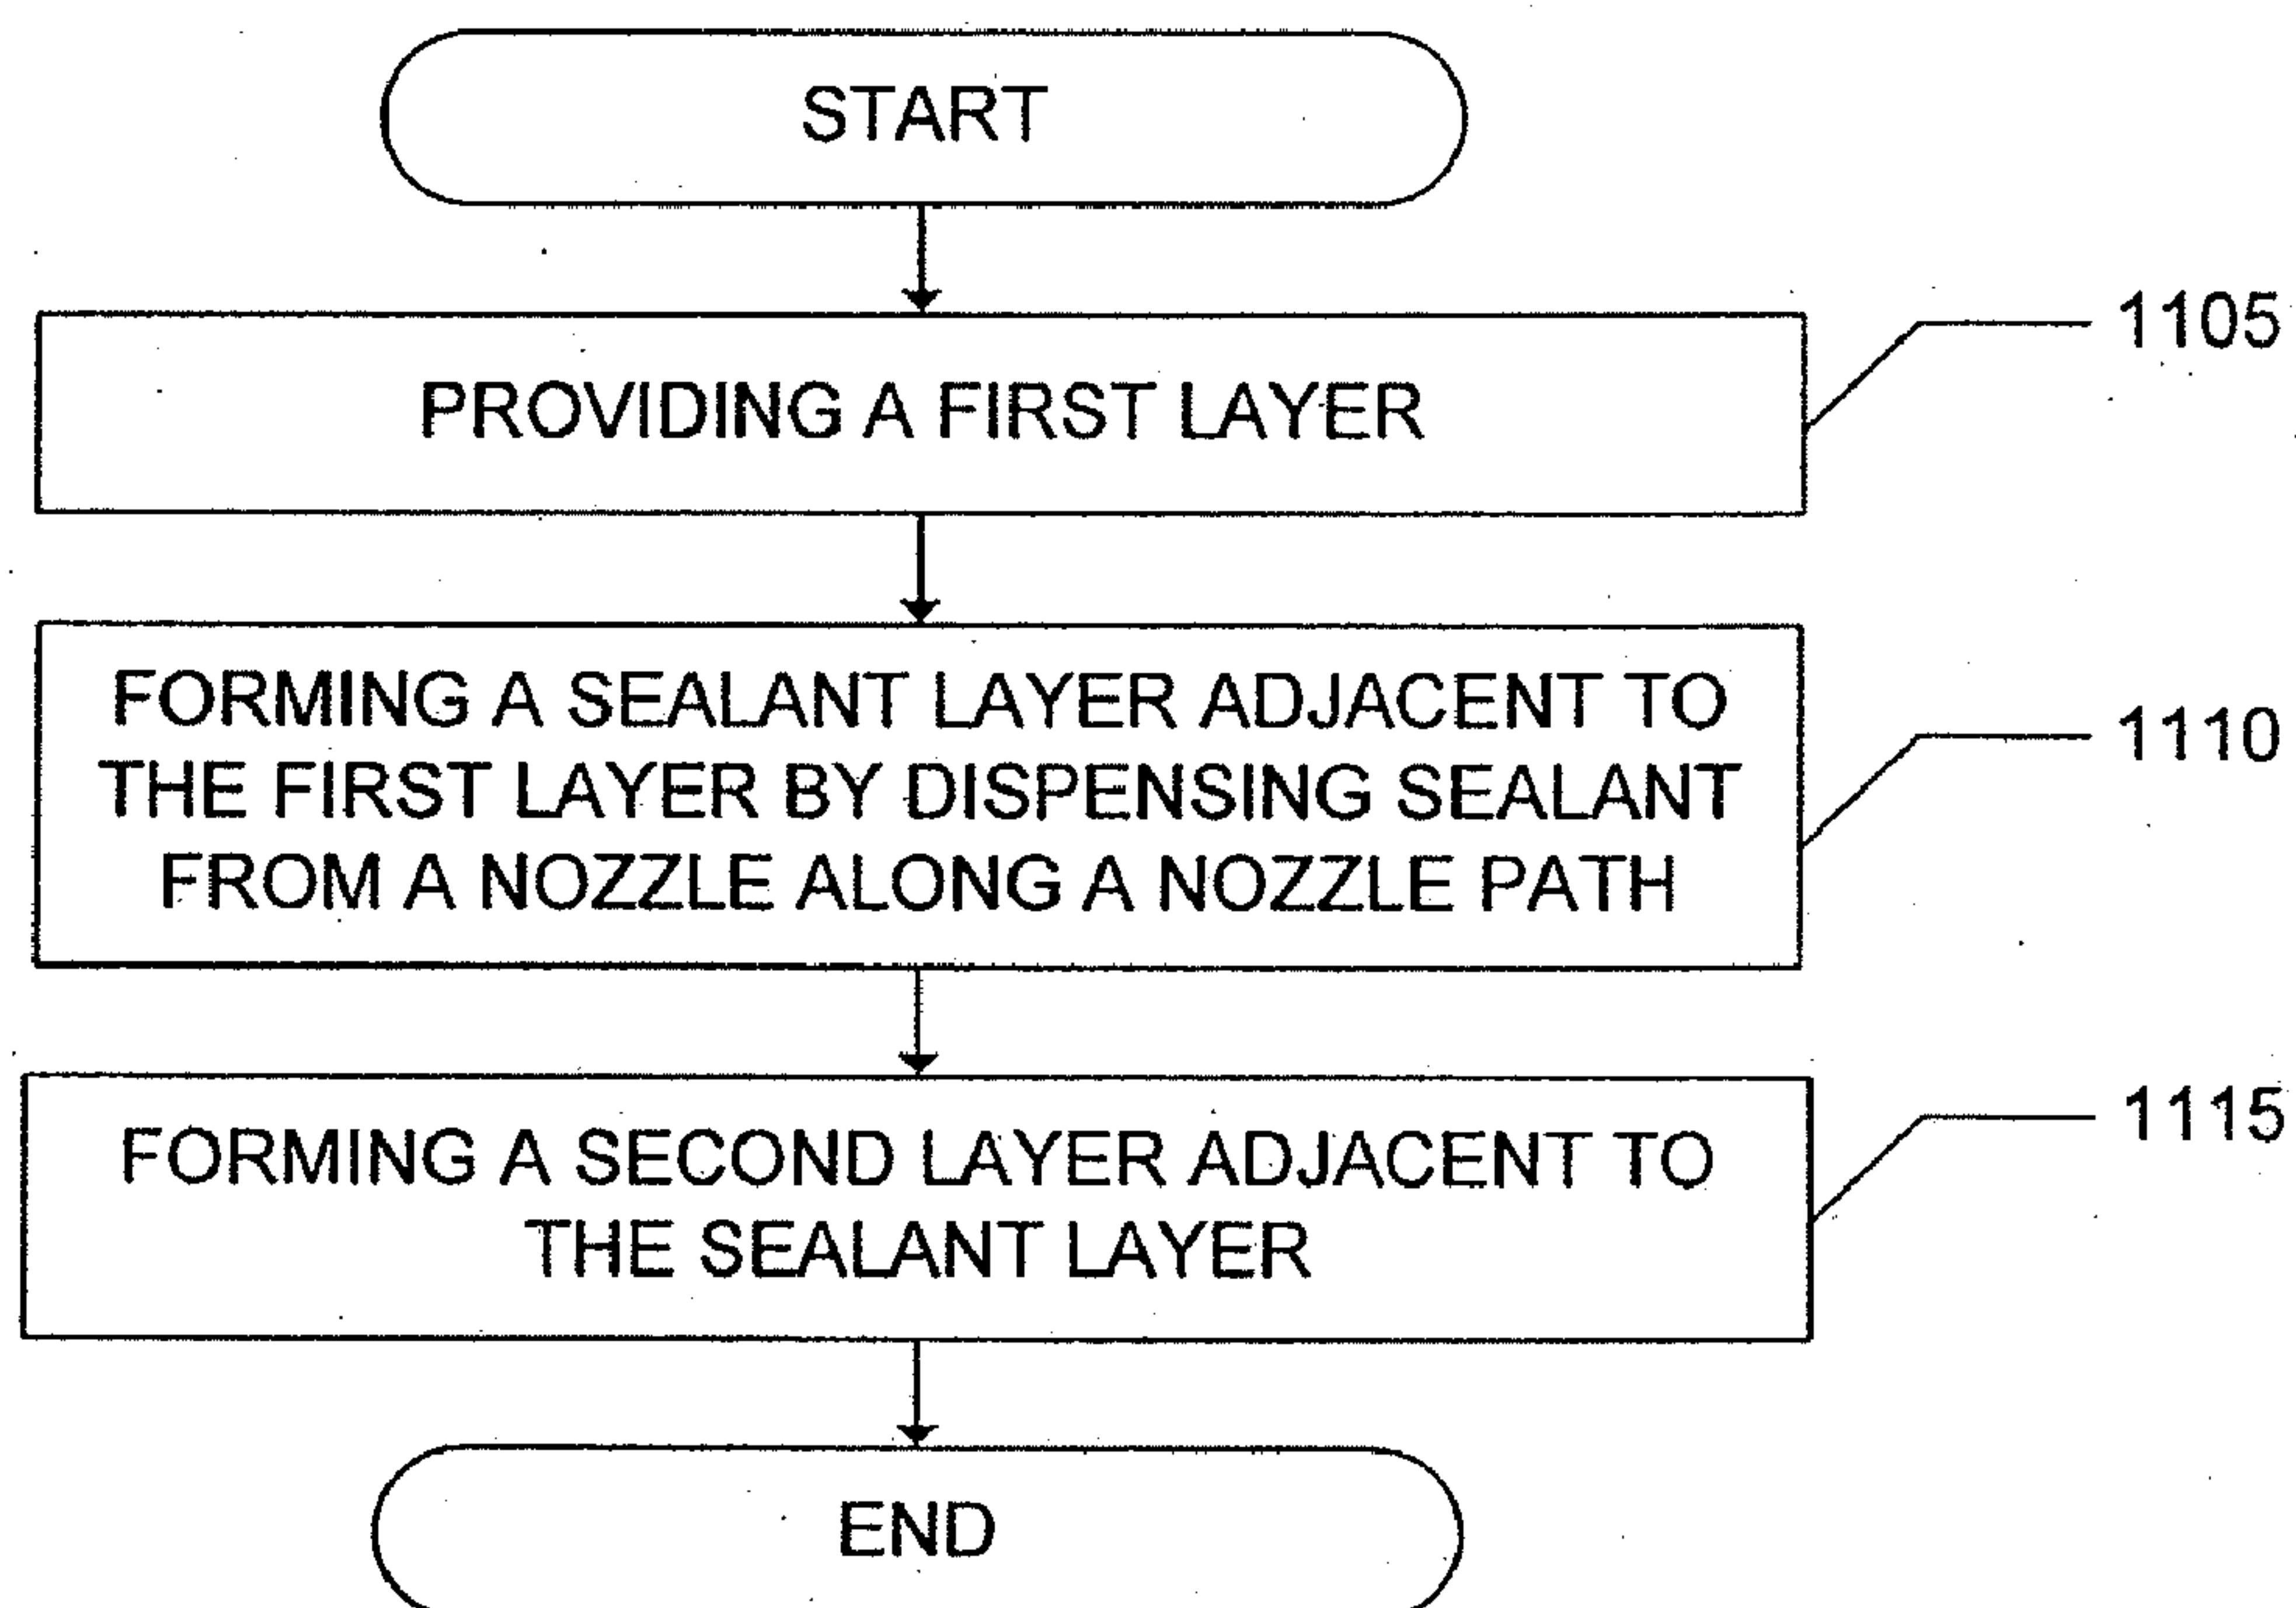 START
PROVIDING A FIRST LAYER
1105
FORMING A SEALANT LAYER ADJACENT TO
THE FIRST LAYER BY DISPENSING SEALANT
FROM A NOZZLE ALONG A NOZZLE PATH
1110
FORMING A SECOND LAYER ADJACENT TO
THE SEALANT LAYER
1115
END